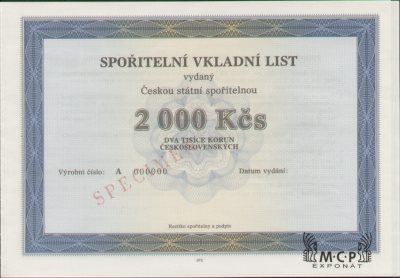 SPOŘITELNÍ VKLADNÍ LIST
vydaný
Českou státní spořitelnou
2 000 Kčs
DVA TISÍCE KORUN
ČESKOSLOVENSKÝCH
SPECIMEN
Výrobní číslo: A 000000 Datum vydání:
Razítko spořitelny a podpis
M·C·P
EXPONÁT